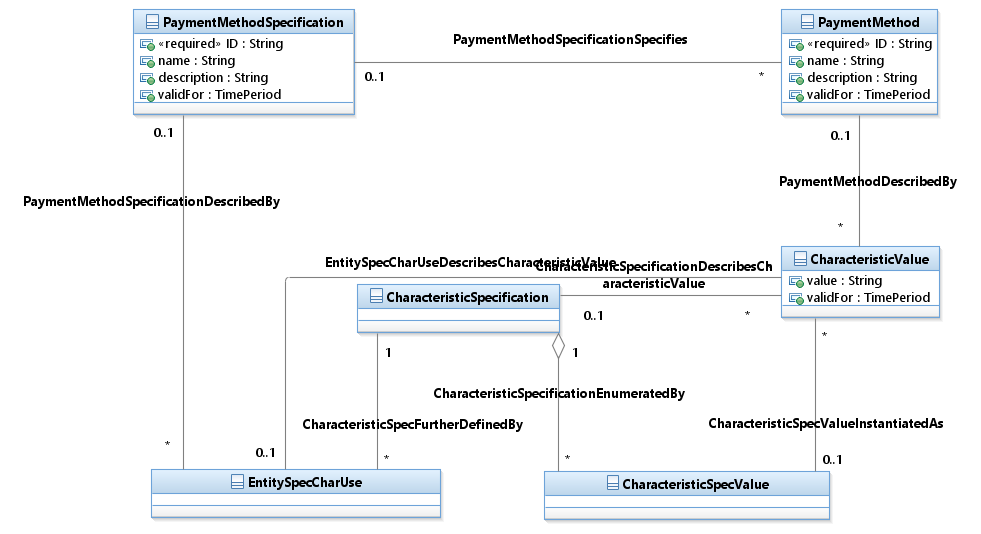 PaymentMethodSpecification
«required» ID : String
name : String
description : String
validFor : TimePeriod
PaymentMethodSpecificationSpecifies
0..1
*
PaymentMethod
«required» ID : String
name : String
description : String
validFor : TimePeriod
0..1
0..1
PaymentMethodDescribedBy
PaymentMethodSpecificationDescribedBy
*
CharacteristicValue
value : String
validFor : TimePeriod
EntitySpecCharUseDescribesCharacteristicValue
CharacteristicSpecificationDescribesCh
aracteristicValue
CharacteristicSpecification
0..1
*
*
1
1
CharacteristicSpecificationEnumeratedBy
CharacteristicSpecFurtherDefinedBy
CharacteristicSpecValueInstantiatedAs
*
0..1
*
*
0..1
EntitySpecCharUse
CharacteristicSpecValue